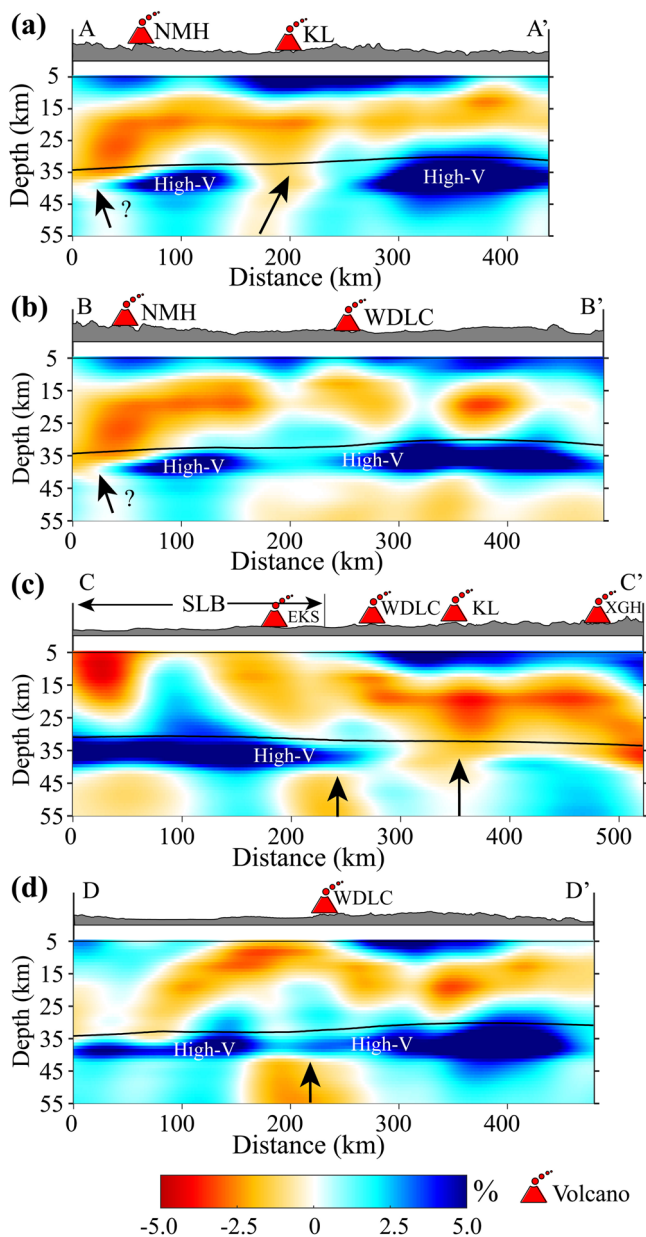 (a) A NMH KL A’
5
15
25
35
45
55
Depth (km)
High-V High-V
?
0 100 200 300 400
Distance (km)
(b) B NMH WDLC B’
5
15
25
35
45
55
Depth (km)
High-V High-V
?
0 100 200 300 400
Distance (km)
(c) C C’
SLB EKS WDLC KL XGH
5
15
25
35
45
55
Depth (km)
High-V
0 100 200 300 400 500
Distance (km)
(d) D WDLC D’
5
15
25
35
45
55
Depth (km)
High-V High-V
0 100 200 300 400
Distance (km)
% Volcano
-5.0 -2.5 0 2.5 5.0